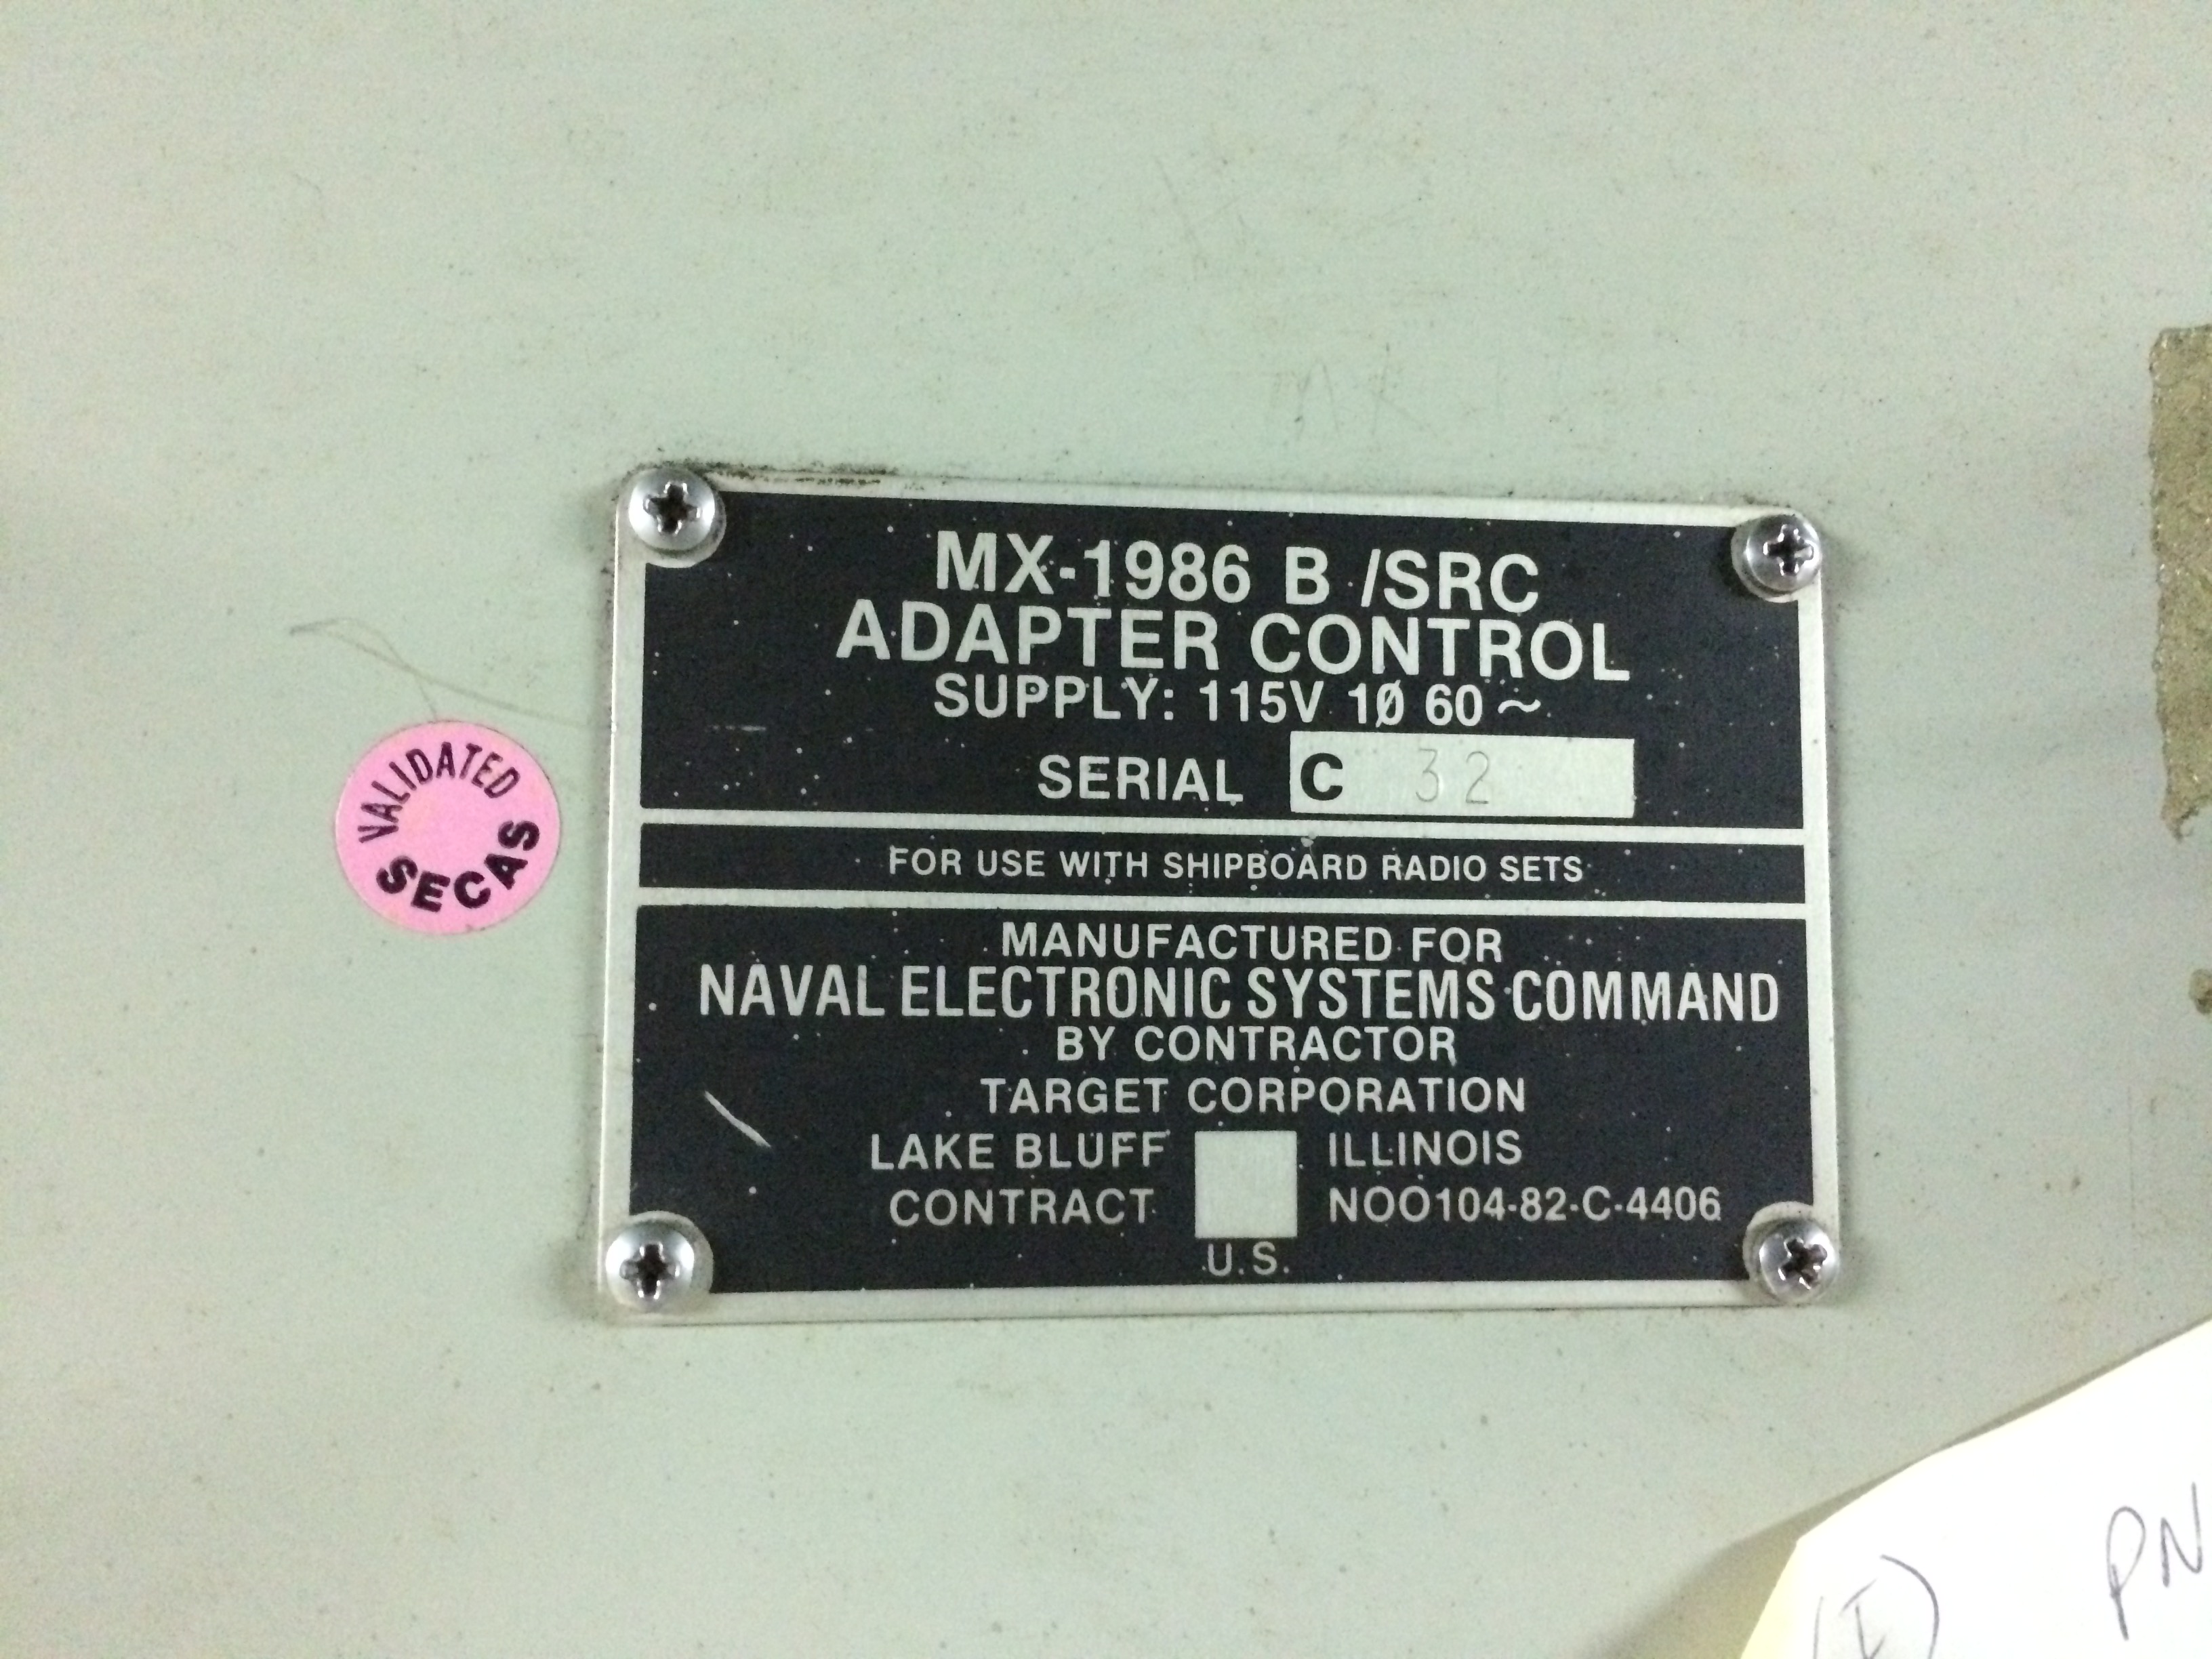 MX-1986 B /SRC
ADAPTER CONTROL
SUPPLY: 115V 1Ø 60 ~
SERIAL C 32
FOR USE WITH SHIPBOARD RADIO SETS
MANUFACTURED FOR
NAVAL ELECTRONIC SYSTEMS COMMAND
BY CONTRACTOR
TARGET CORPORATION
LAKE BLUFF ILLINOIS
CONTRACT NOO104-82-C-4406
U.S.
VALIDATED
SECAS
(I) PN